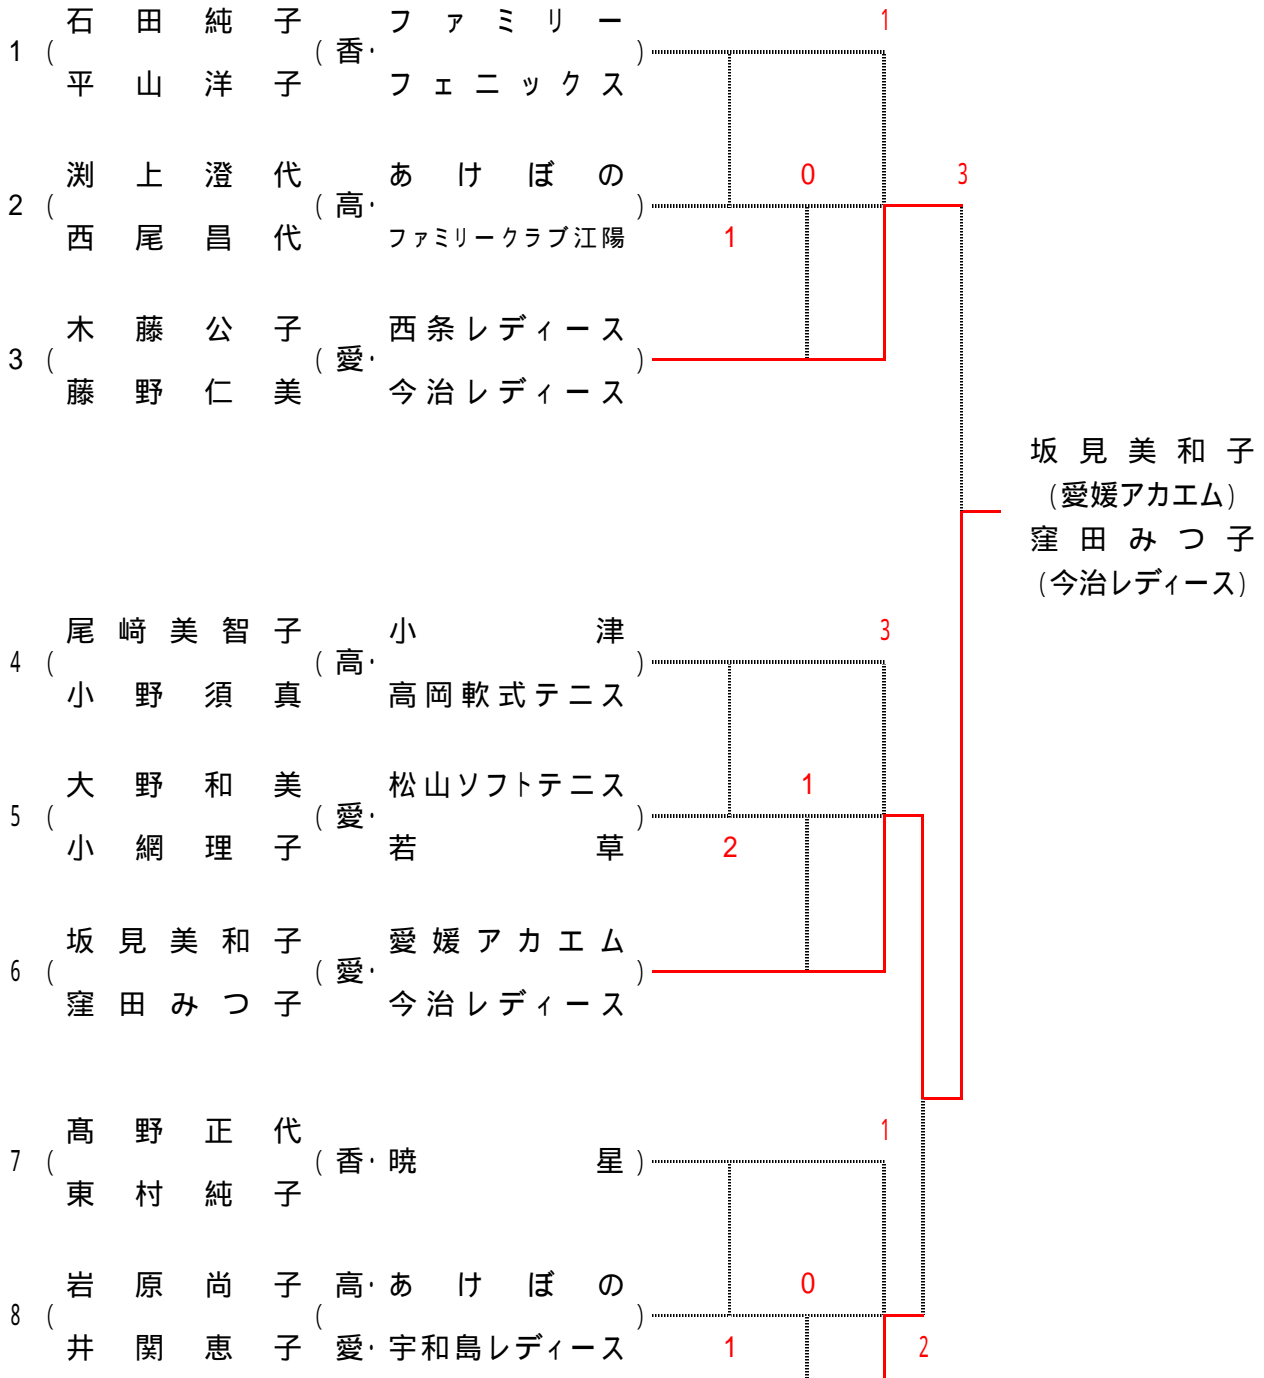 石田純子 ファミリー 1
1 ( (香・ )
平山洋子 フェニックス
渕上澄代 あけぼの 0 3
2 ( (高・ )
西尾昌代 ファミリークラブ江陽 1
木藤公子 西条レディース
3 ( (愛・ )
藤野仁美 今治レディース
坂見美和子
(愛媛アカエム)
窪田みつ子
(今治レディース)
尾﨑美智子 小津 3
4 ( (高・ )
小野須真 高岡軟式テニス
大野和美 松山ソフトテニス 1
5 ( (愛・ )
小網理子 若草 2
坂見美和子 愛媛アカエム
6 ( (愛・ )
窪田みつ子 今治レディース
髙野正代 1
7 ( (香・暁星)
東村純子
岩原尚子 高・あけぼの 0
8 ( ( )
井関恵子 愛・宇和島レディース 1 2